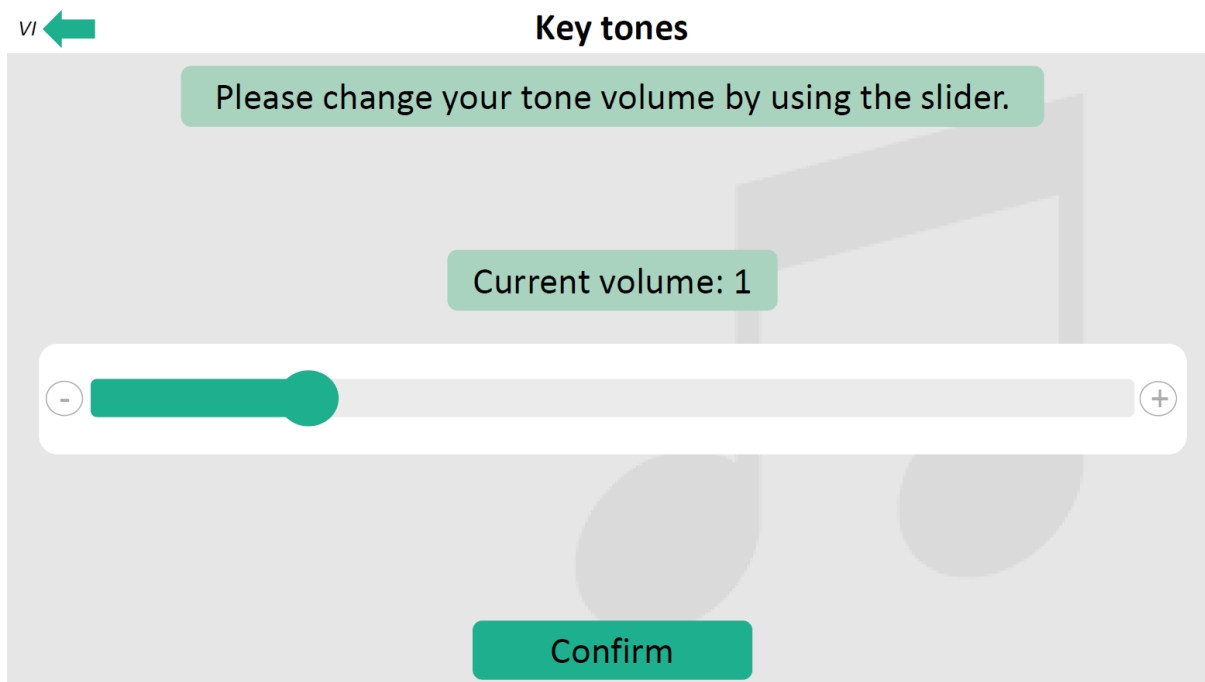 VI
Key tones
Please change your tone volume by using the slider.
Current volume: 1
- +
Confirm